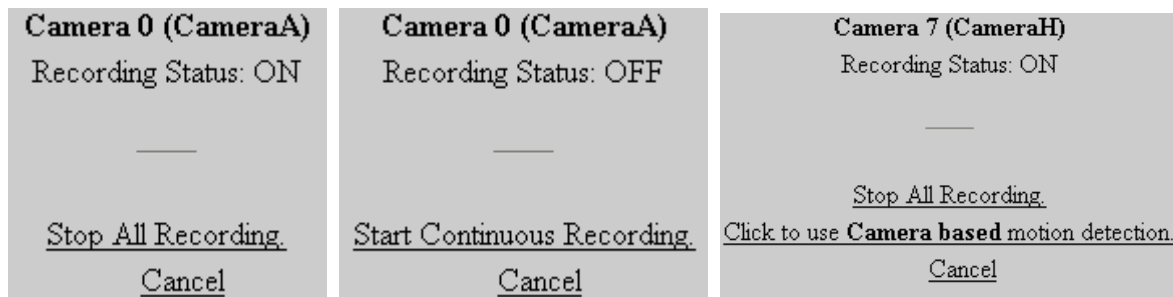 Camera 0 (CameraA)
Recording Status: ON
Stop All Recording.
Cancel
Camera 0 (CameraA)
Recording Status: OFF
Start Continuous Recording.
Cancel
Camera 7 (CameraH)
Recording Status: ON
Stop All Recording.
Click to use Camera based motion detection.
Cancel